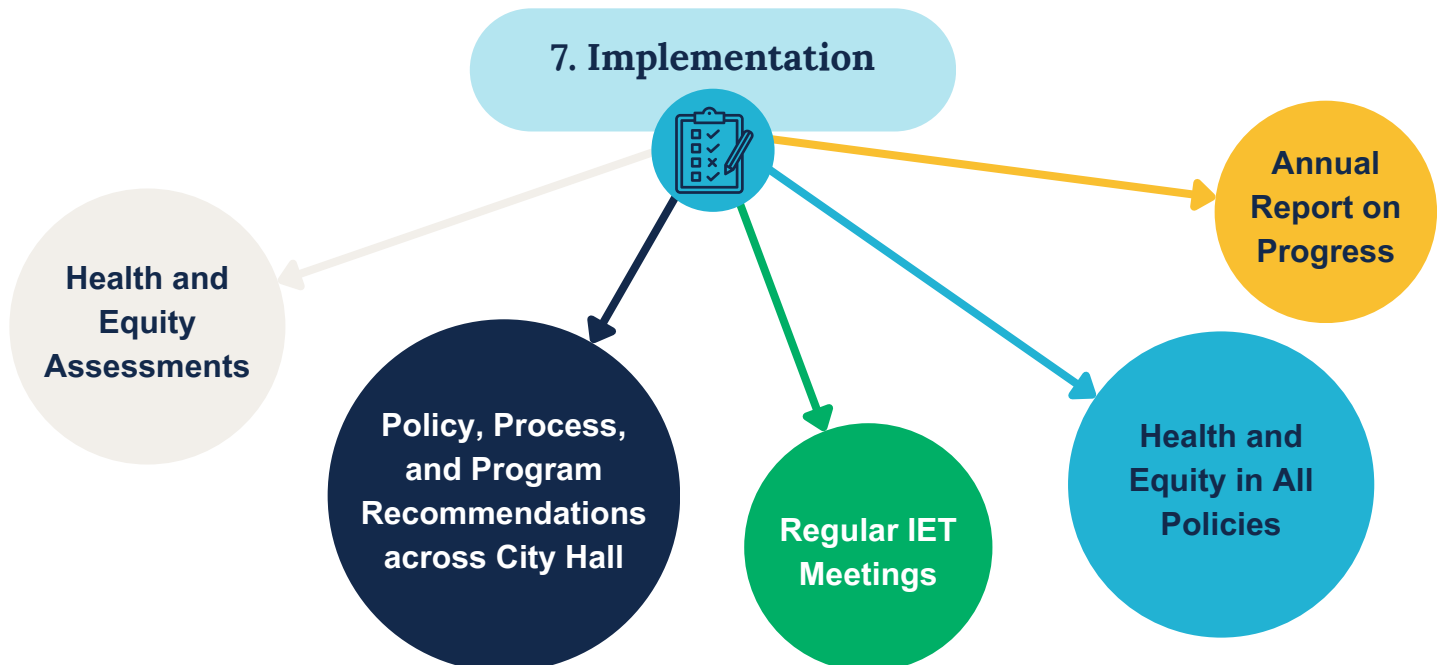 7. Implementation
Health and
Equity
Assessments
Policy, Process,
and Program
Recommendations
across City Hall
Regular IET
Meetings
Health and
Equity in All
Policies
Annual
Report on
Progress